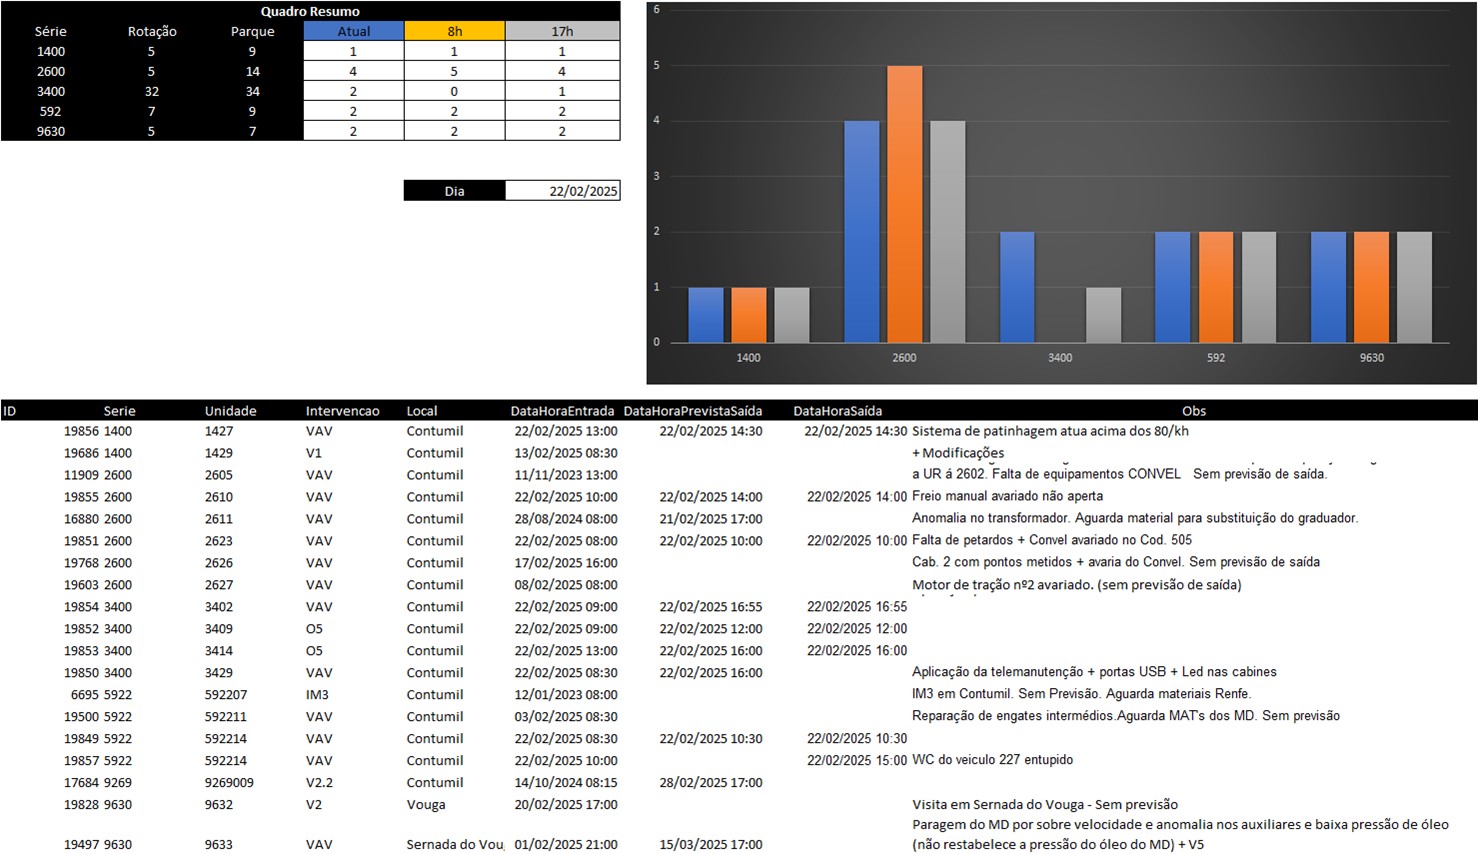 Quadro Resumo
Série Rotação Parque Atual 8h 17h
1400 5 9 1 1 1
2600 5 14 4 5 4
3400 32 34 2 0 1
592 7 9 2 2 2
9630 5 7 2 2 2
Dia 22/02/2025
6
5
4
3
2
1
0
1400 2600 3400 592 9630
ID Serie Unidade Intervencao Local DataHoraEntrada DataHoraPrevistaSaída DataHoraSaída Obs
19856 1400 1427 VAV Contumil 22/02/2025 13:00 22/02/2025 14:30 22/02/2025 14:30 Sistema de patinhagem atua acima dos 80/kh
19686 1400 1429 V1 Contumil 13/02/2025 08:30 + Modificações
11909 2600 2605 VAV Contumil 11/11/2023 13:00 a UR á 2602. Falta de equipamentos CONVEL Sem previsão de saída.
19855 2600 2610 VAV Contumil 22/02/2025 10:00 22/02/2025 14:00 22/02/2025 14:00 Freio manual avariado não aperta
16880 2600 2611 VAV Contumil 28/08/2024 08:00 21/02/2025 17:00 Anomalia no transformador. Aguarda material para substituição do graduador.
19851 2600 2623 VAV Contumil 22/02/2025 08:00 22/02/2025 10:00 22/02/2025 10:00 Falta de petardos + Convel avariado no Cod. 505
19768 2600 2626 VAV Contumil 17/02/2025 16:00 Cab. 2 com pontos metidos + avaria do Convel. Sem previsão de saída
19603 2600 2627 VAV Contumil 08/02/2025 08:00 Motor de tração nº2 avariado. (sem previsão de saída)
19854 3400 3402 VAV Contumil 22/02/2025 09:00 22/02/2025 16:55 22/02/2025 16:55
19852 3400 3409 O5 Contumil 22/02/2025 09:00 22/02/2025 12:00 22/02/2025 12:00
19853 3400 3414 O5 Contumil 22/02/2025 13:00 22/02/2025 16:00 22/02/2025 16:00
19850 3400 3429 VAV Contumil 22/02/2025 08:30 22/02/2025 16:00 Aplicação da telemanutenção + portas USB + Led nas cabines
6695 5922 592207 IM3 Contumil 12/01/2023 08:00 IM3 em Contumil. Sem Previsão. Aguarda materiais Renfe.
19500 5922 592211 VAV Contumil 03/02/2025 08:30 Reparação de engates intermédios.Aguarda MAT's dos MD. Sem previsão
19849 5922 592214 VAV Contumil 22/02/2025 08:30 22/02/2025 10:30 22/02/2025 10:30
19857 5922 592214 VAV Contumil 22/02/2025 10:00 22/02/2025 15:00 WC do veiculo 227 entupido
17684 9269 9269009 V2.2 Contumil 14/10/2024 08:15 28/02/2025 17:00
19828 9630 9632 V2 Vouga 20/02/2025 17:00 Visita em Sernada do Vouga - Sem previsão
Paragem do MD por sobre velocidade e anomalia nos auxiliares e baixa pressão de óleo
19497 9630 9633 VAV Sernada do Vou 01/02/2025 21:00 15/03/2025 17:00 (não restabelece a pressão do óleo do MD) + V5